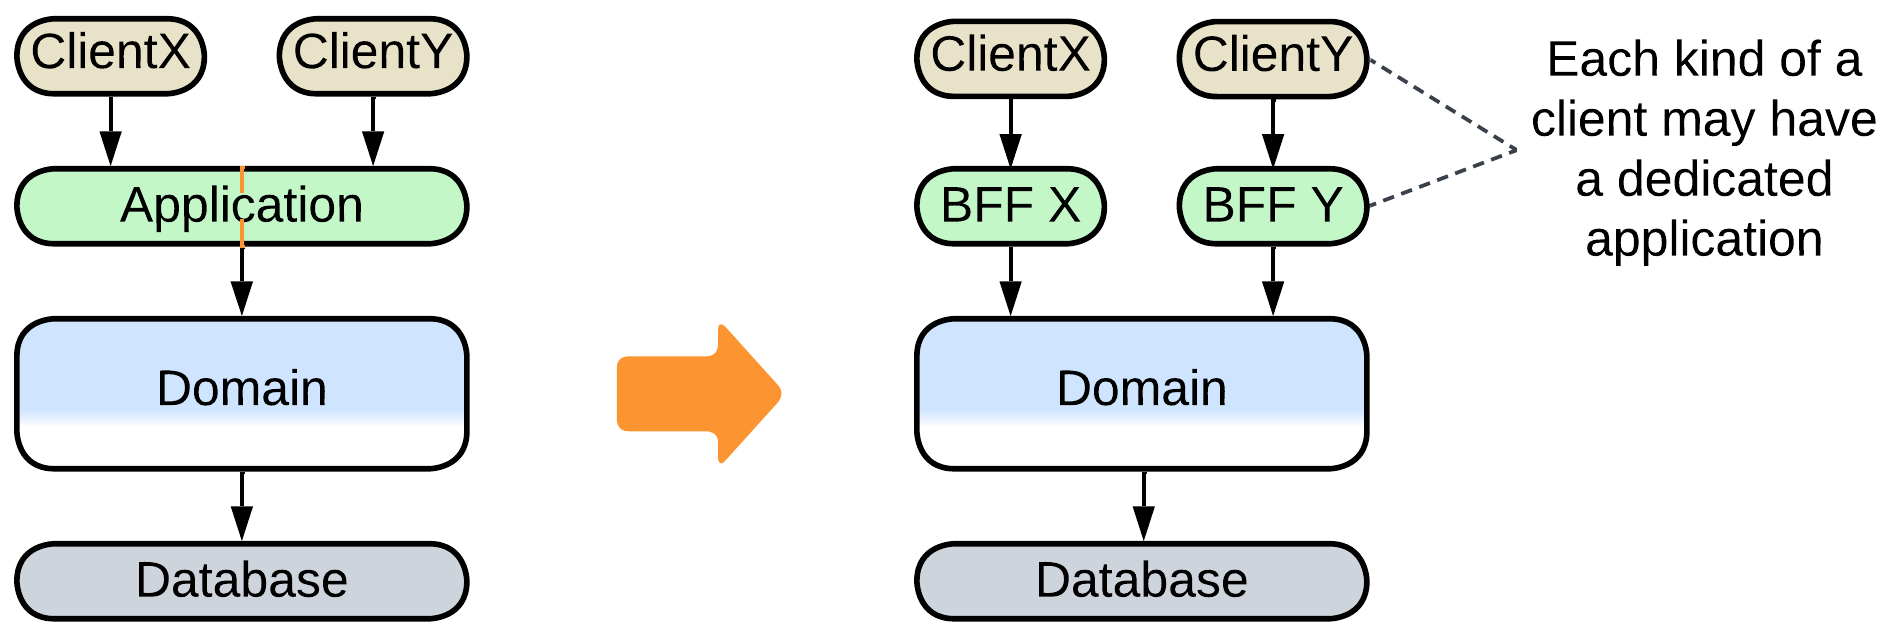 ClientX
ClientY
Application
Domain
Database
ClientX
ClientY
BFF X
BFF Y
Domain
Database
Each kind of a
client may have
a dedicated
application